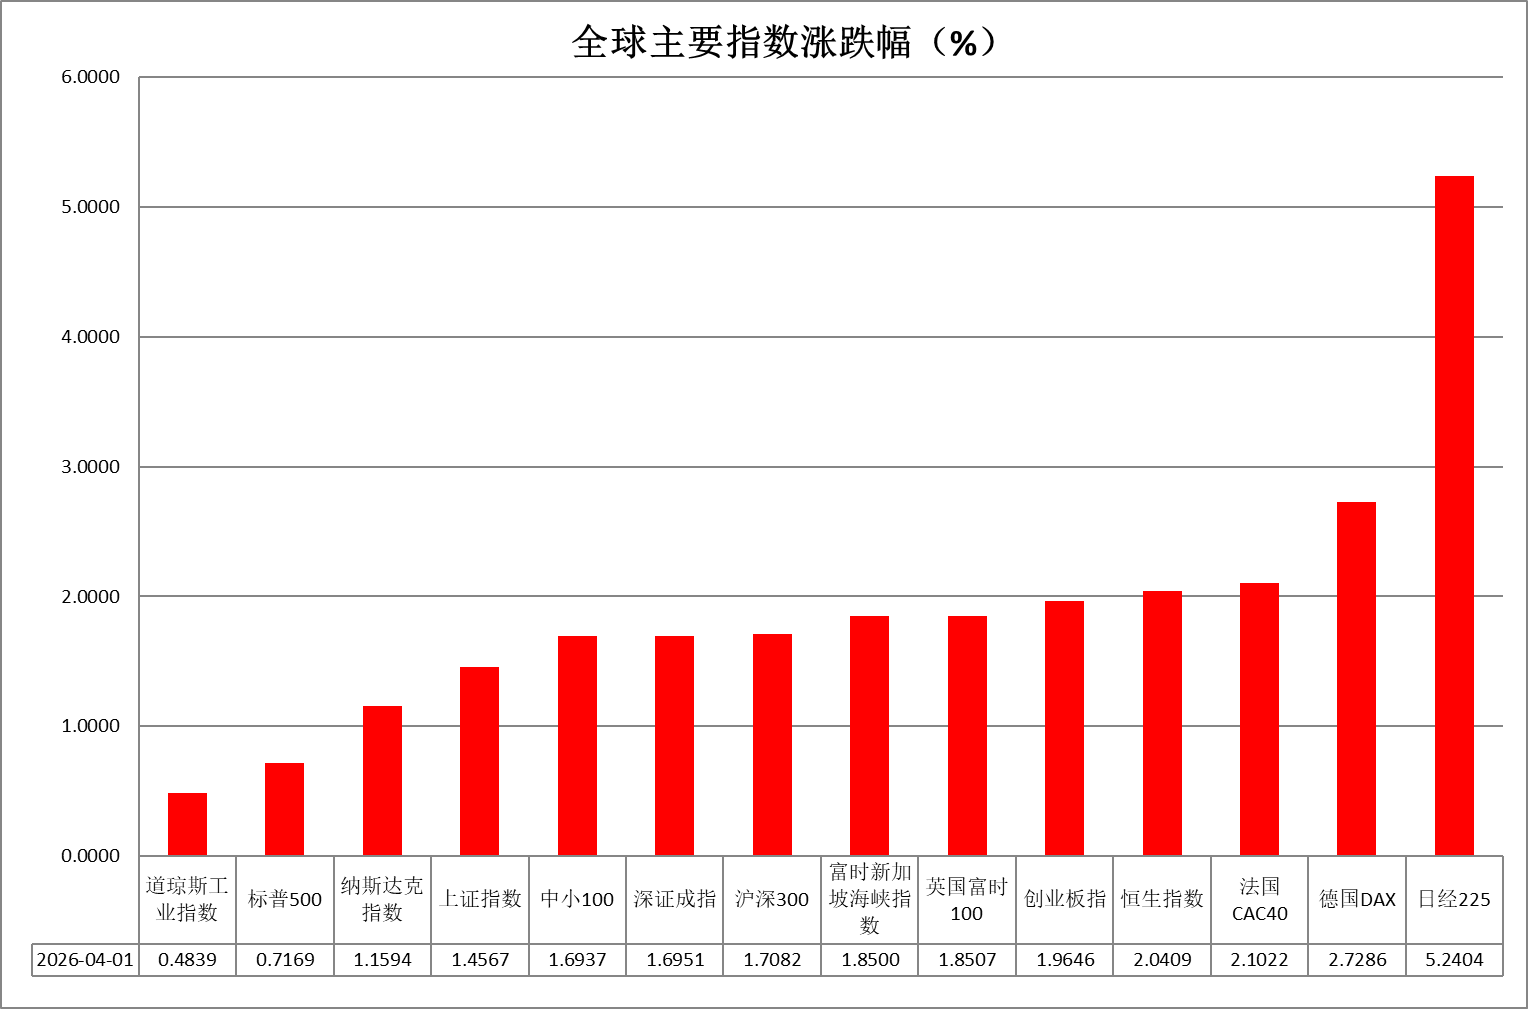 全球主要指数涨跌幅（%）
6.0000
5.0000
4.0000
3.0000
2.0000
1.0000
0.0000
道琼斯工
业指数
标普500
纳斯达克
指数
上证指数
中小100
深证成指
沪深300
富时新加
坡海峡指
数
英国富时
100
创业板指
恒生指数
法国
CAC40
德国DAX
日经225
2026-04-01 0.4839 0.7169 1.1594 1.4567 1.6937 1.6951 1.7082 1.8500 1.8507 1.9646 2.0409 2.1022 2.7286 5.2404